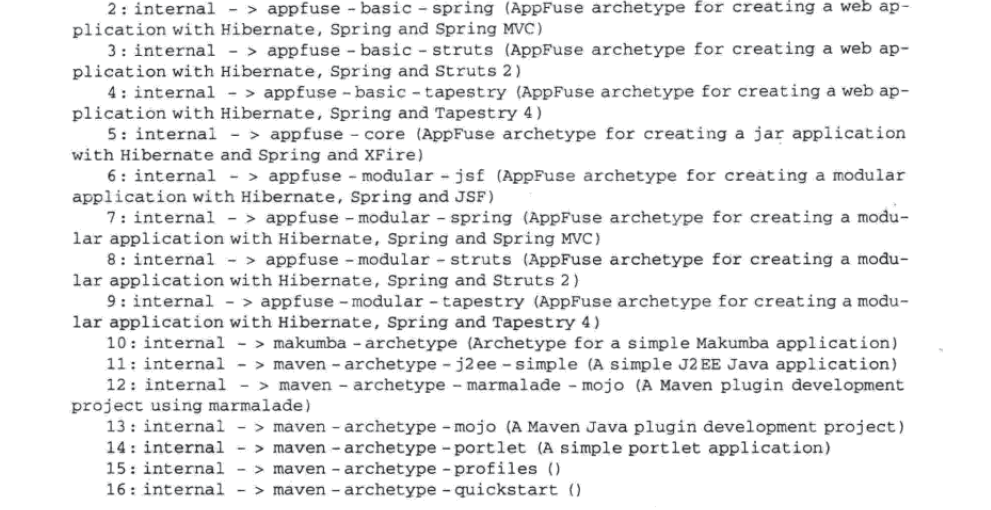 2: internal - > appfuse - basic - spring (AppFuse archetype for creating a web ap-
plication with Hibernate, Spring and Spring MVC)
3: internal - > appfuse - basic - struts (AppFuse archetype for creating a web ap-
plication with Hibernate, Spring and Struts 2)
4: internal - > appfuse - basic - tapestry (AppFuse archetype for creating a web ap-
plication with Hibernate, Spring and Tapestry 4)
5: internal - > appfuse - core (AppFuse archetype for creating a jar application
with Hibernate and Spring and XFire)
6: internal - > appfuse - modular - jsf (AppFuse archetype for creating a modular
application with Hibernate, Spring and JSF)
7: internal - > appfuse - modular - spring (AppFuse archetype for creating a modu-
lar application with Hibernate, Spring and Spring MVC)
8: internal - > appfuse - modular - struts (AppFuse archetype for creating a modu-
lar application with Hibernate, Spring and Struts 2)
9: internal - > appfuse - modular - tapestry (AppFuse archetype for creating a modu-
lar application with Hibernate, Spring and Tapestry 4)
10: internal - > makumba - archetype (Archetype for a simple Makumba application)
11: internal - > maven - archetype - j2ee - simple (A simple J2EE Java application)
12: internal - > maven - archetype - marmalade - mojo (A Maven plugin development
project using marmalade)
13: internal - > maven - archetype - mojo (A Maven Java plugin development project)
14: internal - > maven - archetype - portlet (A simple portlet application)
15: internal - > maven - archetype - profiles ()
16: internal - > maven - archetype - quickstart ()